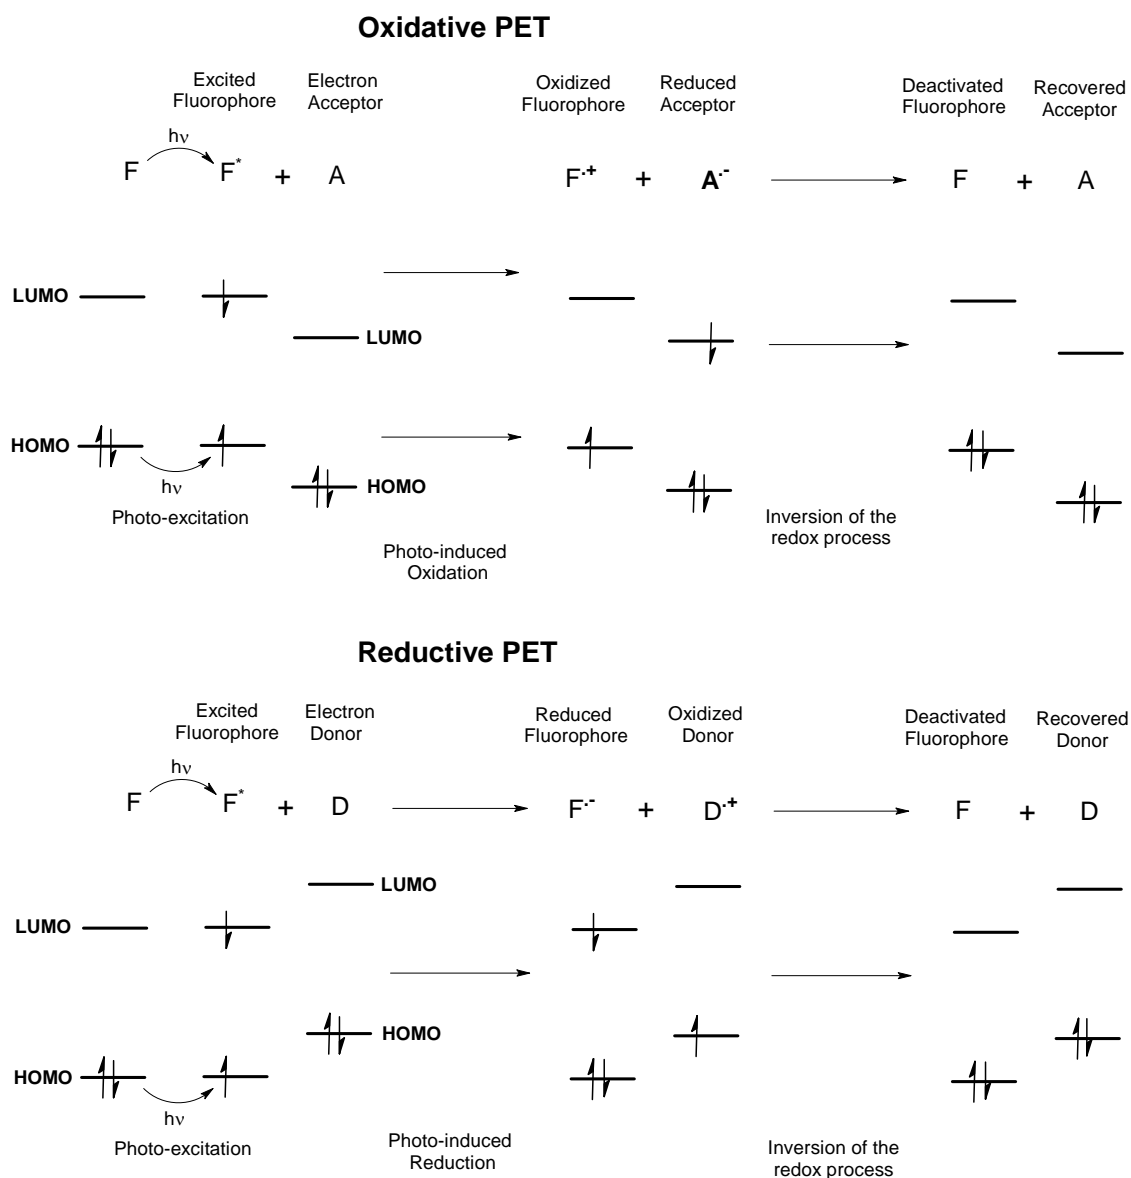 Oxidative PET
Excited
Fluorophore
Electron
Acceptor
Oxidized
Fluorophore
Reduced
Acceptor
Deactivated
Fluorophore
Recovered
Acceptor
hν
F F* + A F·+ + A·- F + A
LUMO
LUMO
HOMO
HOMO
hν
Photo-excitation
Photo-induced
Oxidation
Inversion of the
redox process
Reductive PET
Excited
Fluorophore
Electron
Donor
Reduced
Fluorophore
Oxidized
Donor
Deactivated
Fluorophore
Recovered
Donor
hν
F F* + D F·- + D·+ F + D
LUMO
LUMO
HOMO
HOMO
hν
Photo-excitation
Photo-induced
Reduction
Inversion of the
redox process